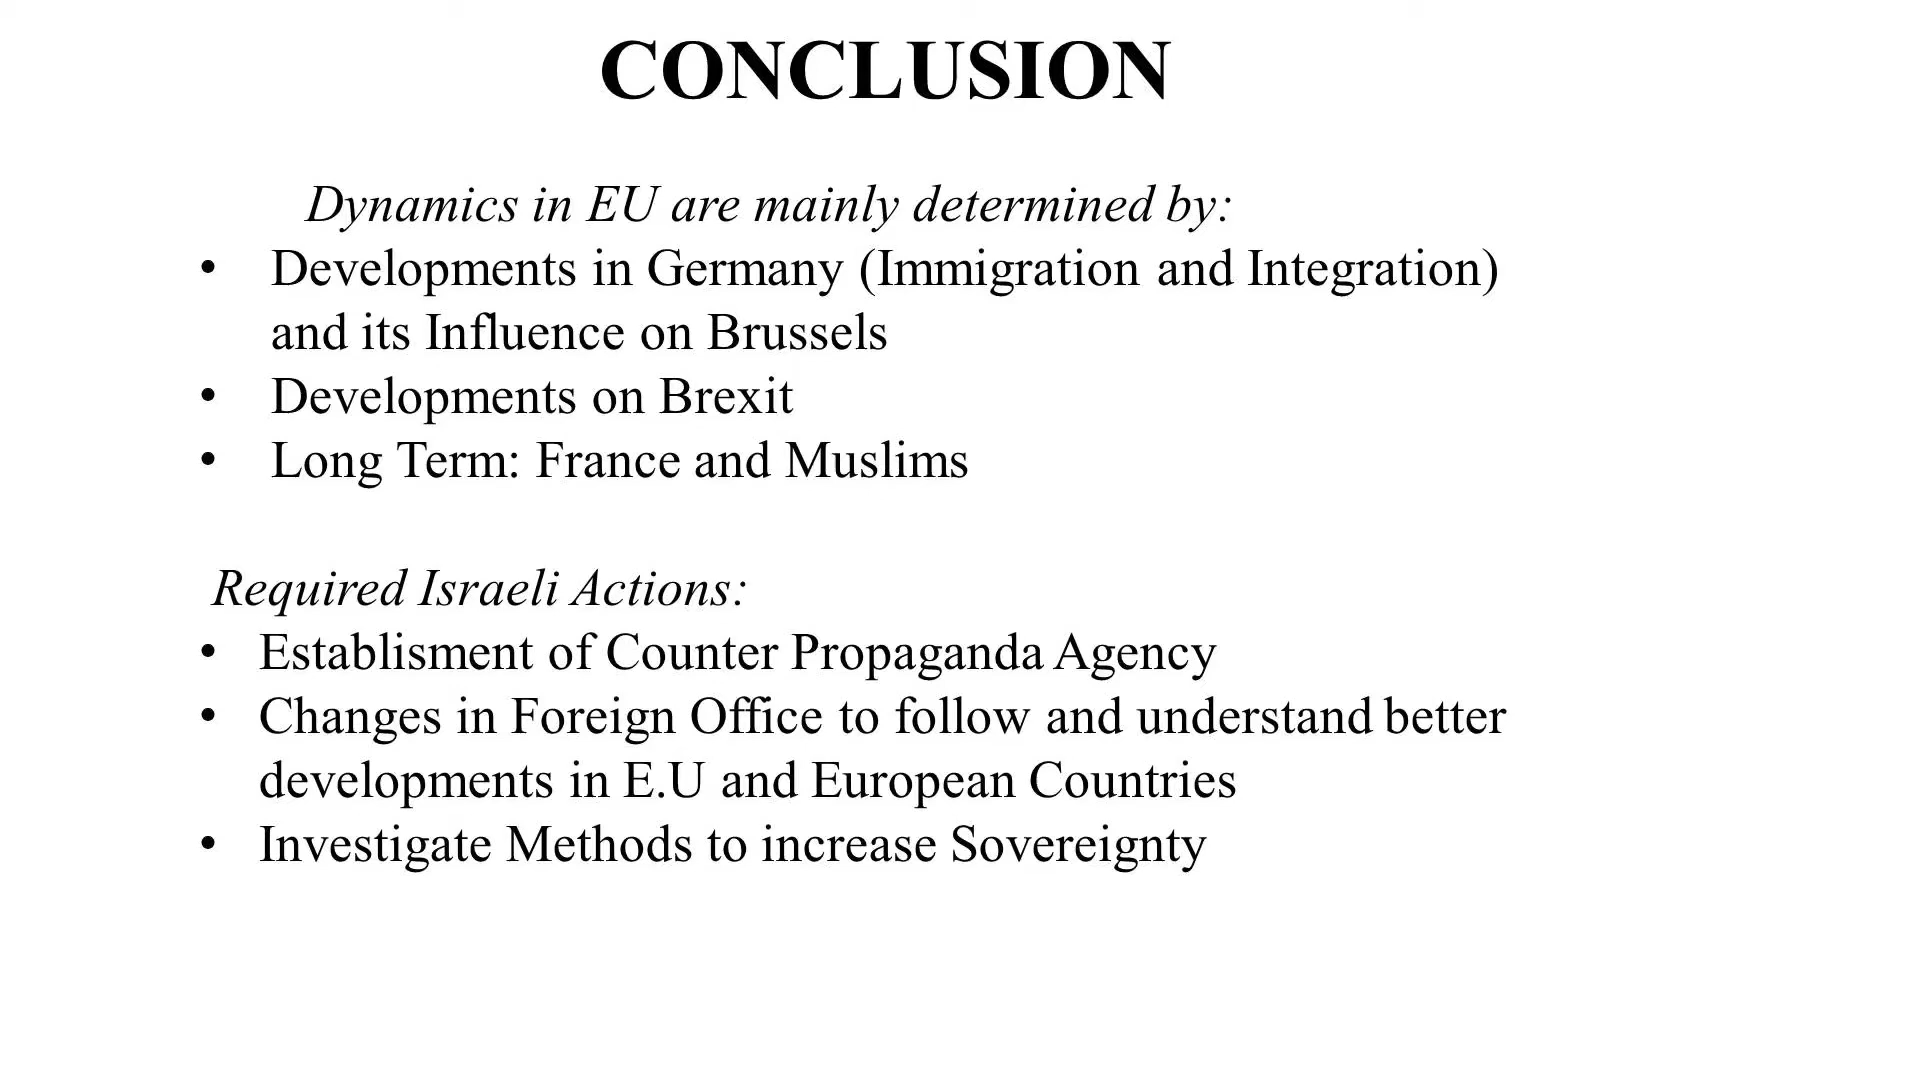 CONCLUSION
Dynamics in EU are mainly determined by:
• Developments in Germany (Immigration and Integration)
and its Influence on Brussels
• Developments on Brexit
• Long Term: France and Muslims
Required Israeli Actions:
• Establisment of Counter Propaganda Agency
• Changes in Foreign Office to follow and understand better
developments in E.U and European Countries
• Investigate Methods to increase Sovereignty